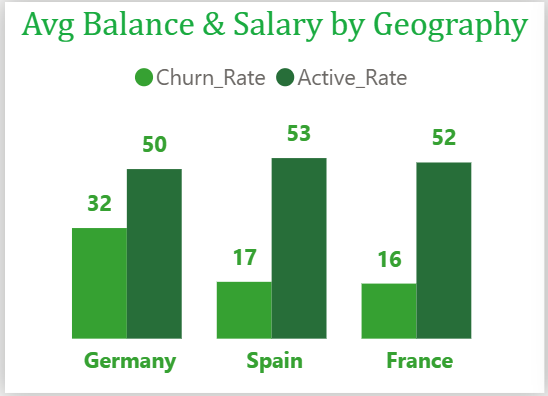 Avg Balance & Salary by Geography
Churn_Rate Active_Rate
32 50 17 53 16 52
Germany Spain France